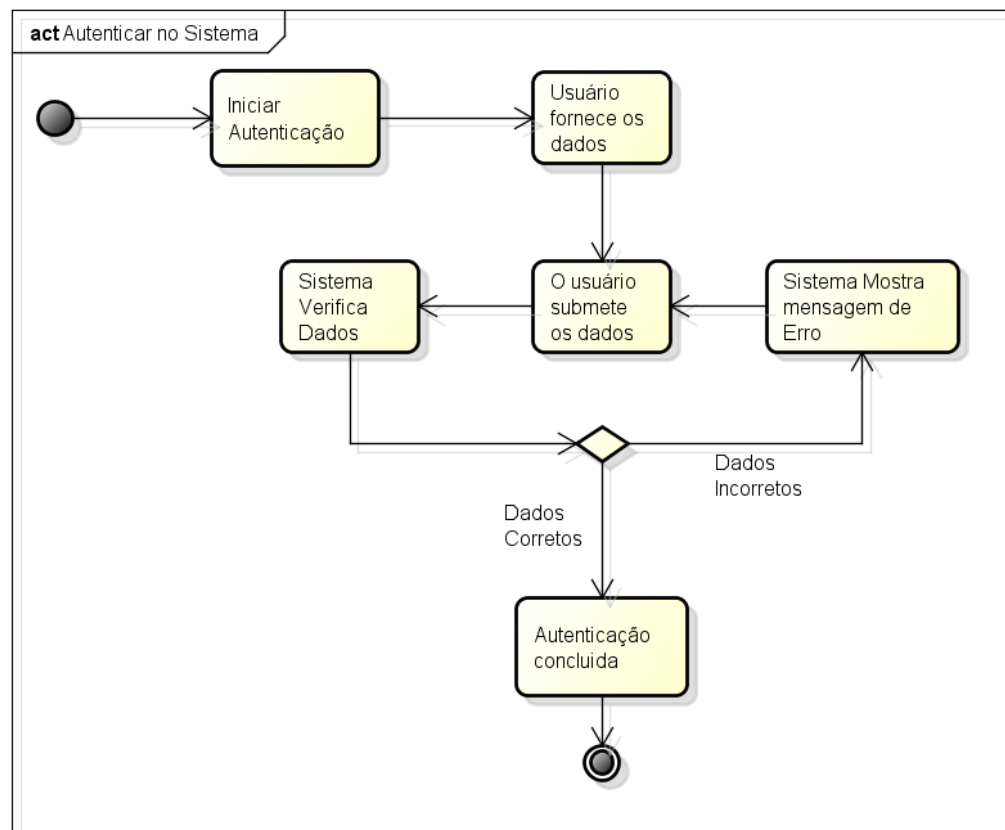 act Autenticar no Sistema
Iniciar
Autenticação
Usuário
fornece os
dados
Sistema
Verifica
Dados
O usuário
submete
os dados
Sistema Mostra
mensagem de
Erro
Dados
Incorretos
Dados
Corretos
Autenticação
concluida